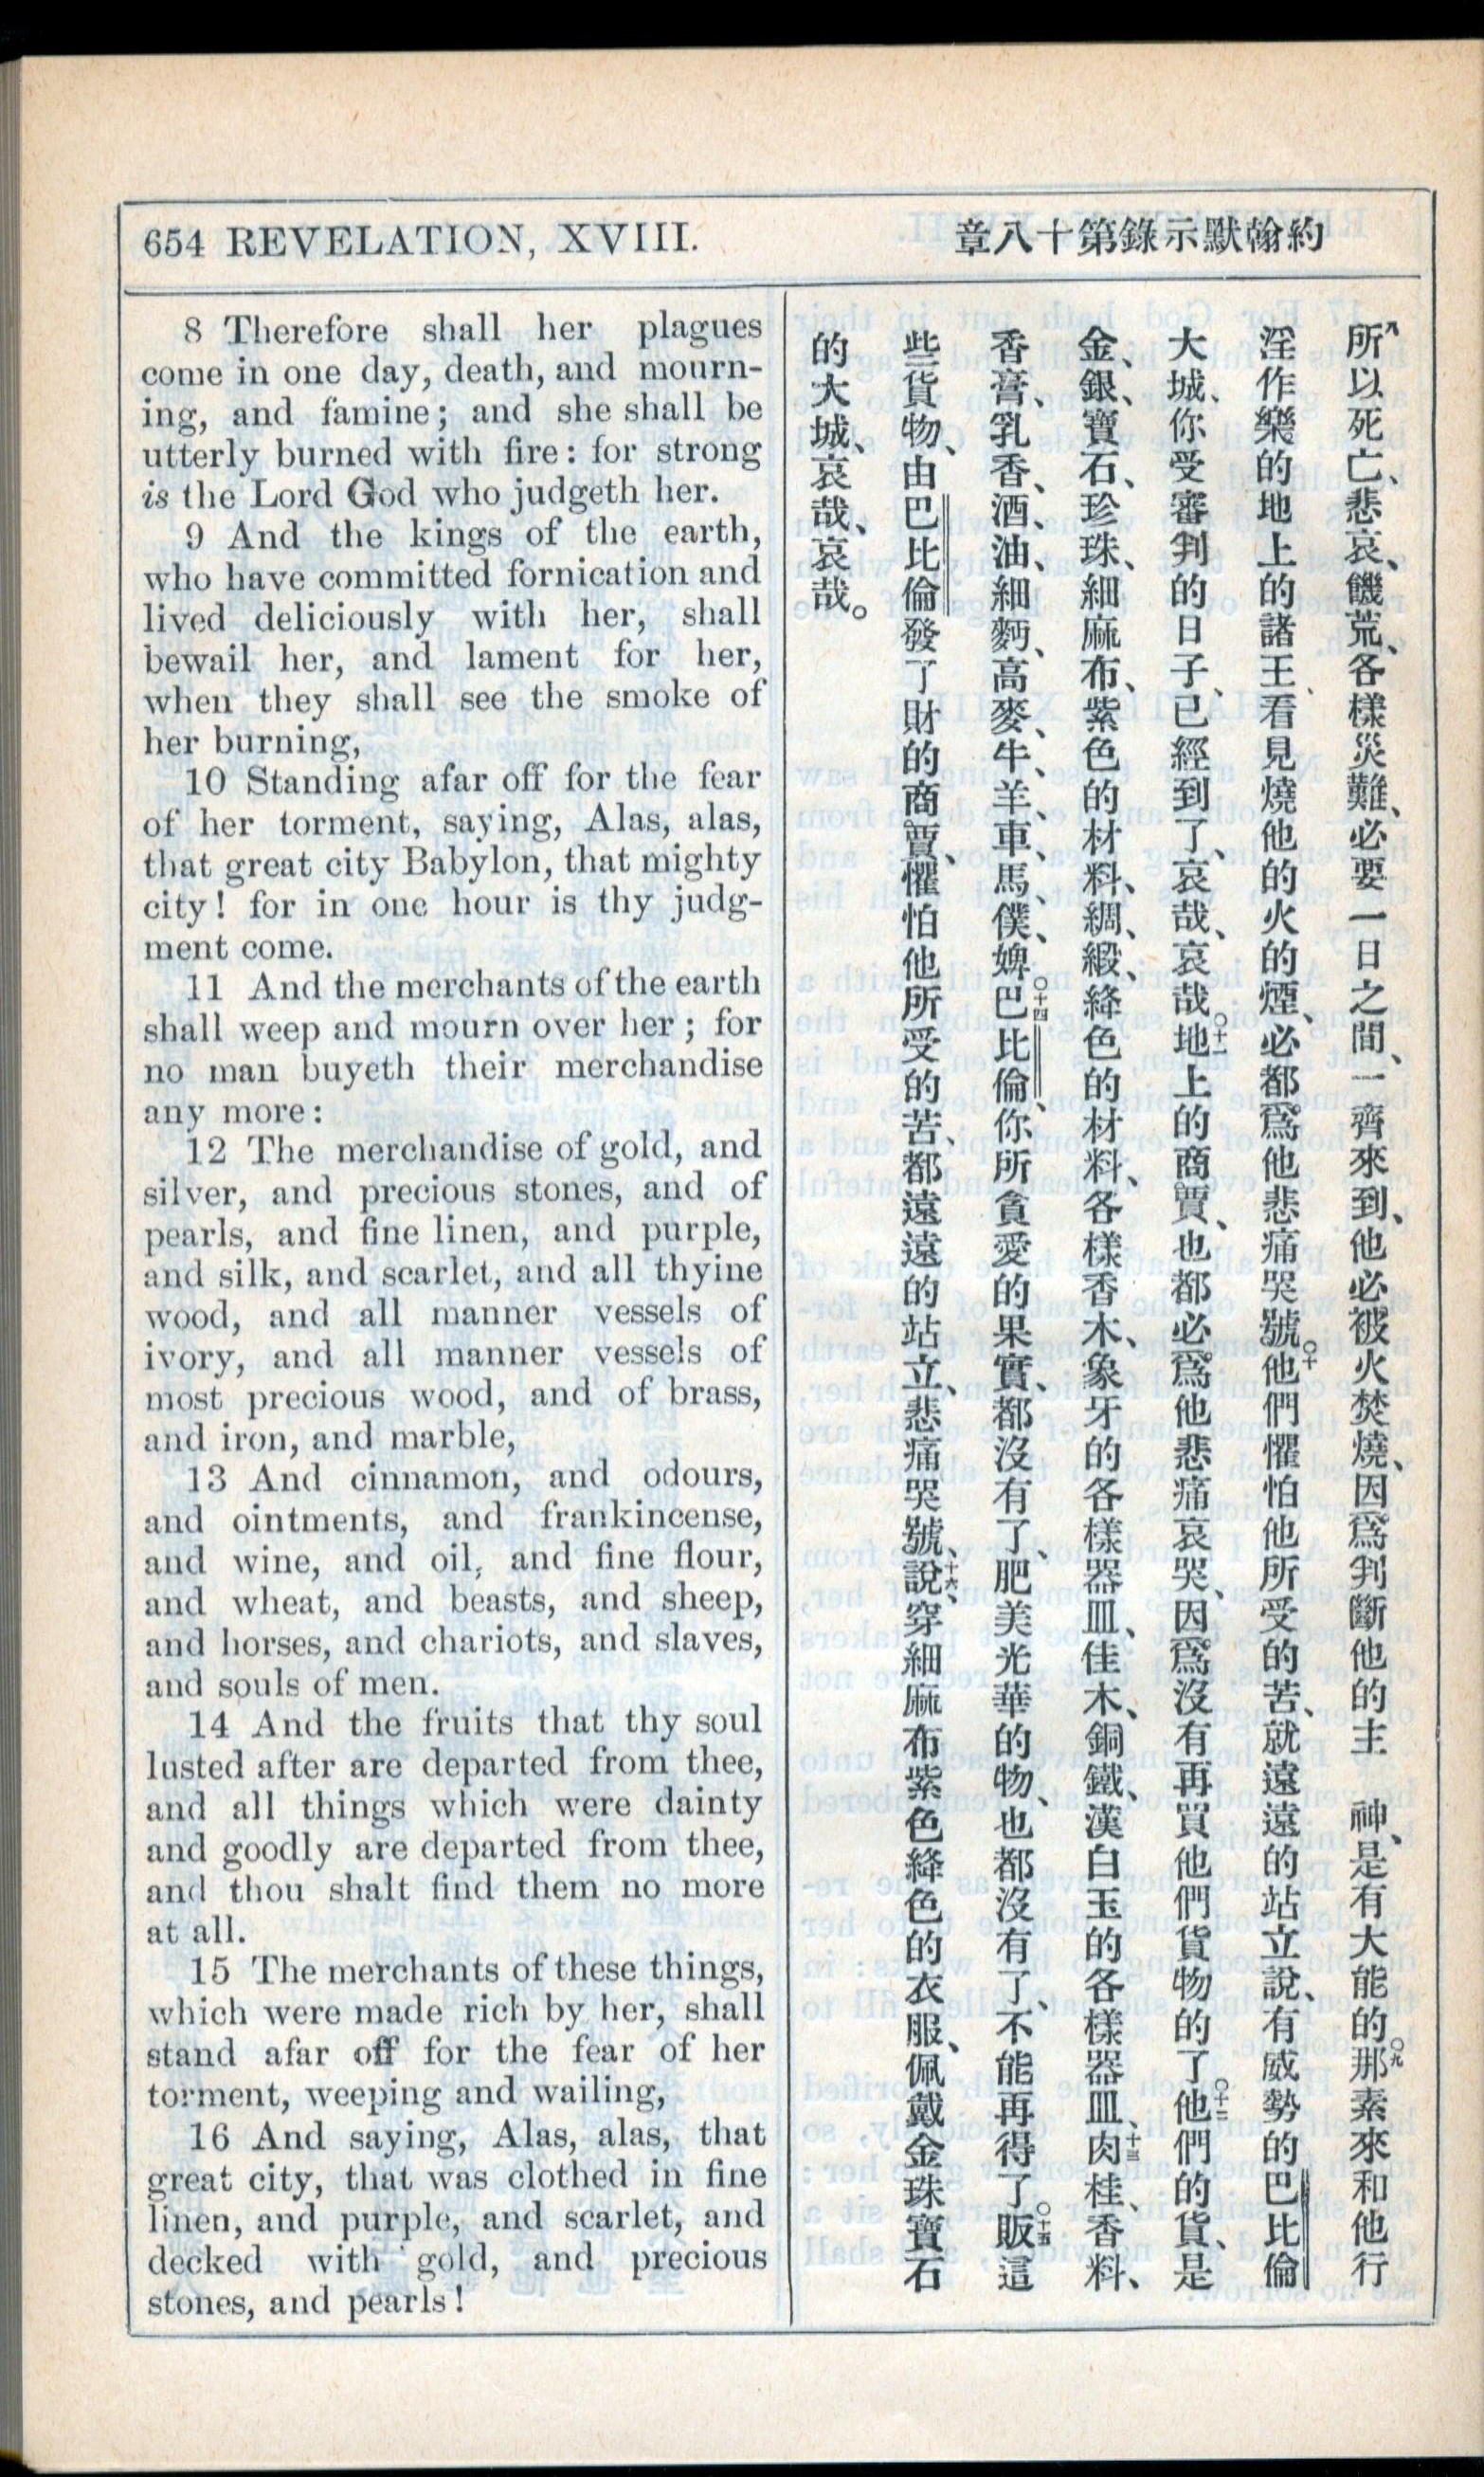 654 REVELATION, XVIII.
約翰默示錄第十八章
8 Therefore shall her plagues
come in one day, death, and mourn-
ing, and famine; and she shall be
utterly burned with fire: for strong
is the Lord God who judgeth her.
9 And the kings of the earth,
who have committed fornication and
lived deliciously with her, shall
bewail her, and lament for her,
when they shall see the smoke of
her burning,
10 Standing afar off for the fear
of her torment, saying, Alas, alas,
that great city Babylon, that mighty
city! for in one hour is thy judg-
ment come.
11 And the merchants of the earth
shall weep and mourn over her; for
no man buyeth their merchandise
any more:
12 The merchandise of gold, and
silver, and precious stones, and of
pearls, and fine linen, and purple,
and silk, and scarlet, and all thyine
wood, and all manner vessels of
ivory, and all manner vessels of
most precious wood, and of brass,
and iron, and marble,
13 And cinnamon, and odours,
and ointments, and frankincense,
and wine, and oil, and fine flour,
and wheat, and beasts, and sheep,
and horses, and chariots, and slaves,
and souls of men.
14 And the fruits that thy soul
lusted after are departed from thee,
and all things which were dainty
and goodly are departed from thee,
and thou shalt find them no more
at all.
15 The merchants of these things,
which were made rich by her, shall
stand afar off for the fear of her
torment, weeping and wailing,
16 And saying, Alas, alas, that
great city, that was clothed in fine
linen, and purple, and scarlet, and
decked with gold, and precious
stones, and pearls!
八所以死亡、悲哀、饑荒、各樣災難、必要一日之間、一齊來到、他必被火焚燒、因爲判斷他的主　神、是有大能的。九那素來和他行
淫作樂的地上的諸王、看見燒他的火的煙、必都爲他悲痛哭號。十他們懼怕他所受的苦、就遠遠的站立說、有威勢的巴比倫
大城、你受審判的日子、已經到了、哀哉、哀哉。十一地上的商賈、也都必爲他悲痛哀哭、因爲沒有再買他們貨物的了。十二他們的貨、是
金、銀、寶石、珍珠、細麻布、紫色的材料、綢緞、絳色的材料、各樣香木、象牙的各樣器皿、佳木、銅鐵、漢白玉的各樣器皿、十三肉桂、香料、
香膏、乳香、酒、油、細麪、高麥、牛、羊、車、馬、僕、婢。十四巴比倫、你所貪愛的果實、都沒有了、肥美光華的物、也都沒有了、不能再得了。十五販這
些貨物、由巴比倫發了財的商賈、懼怕他所受的苦、都遠遠的站立、悲痛哭號、十六說、穿細麻布紫色絳色的衣服、佩戴金珠寶石
的大城、哀哉、哀哉。